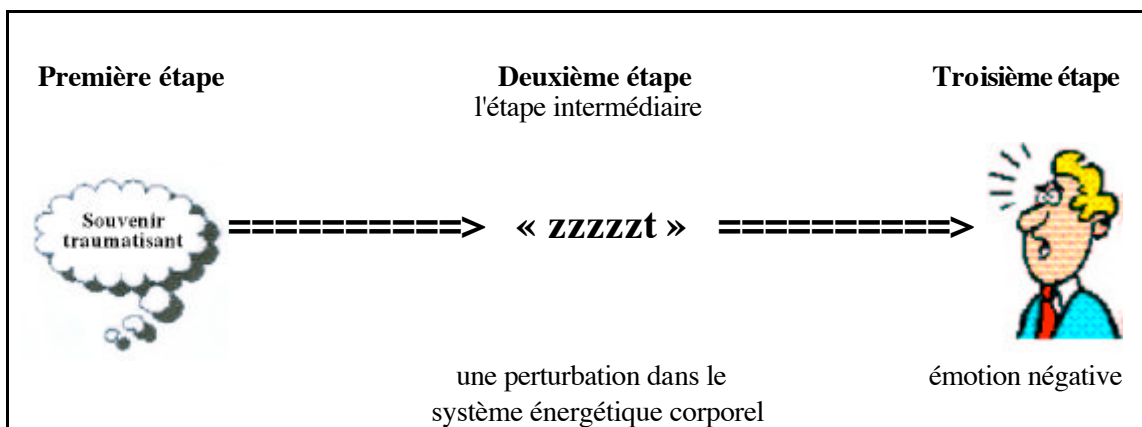 Première étape
Deuxième étape
l'étape intermédiaire
Troisième étape
Souvenir
traumatisant
==========> « zzzzzt » ==========>
une perturbation dans le
système énergétique corporel
émotion négative